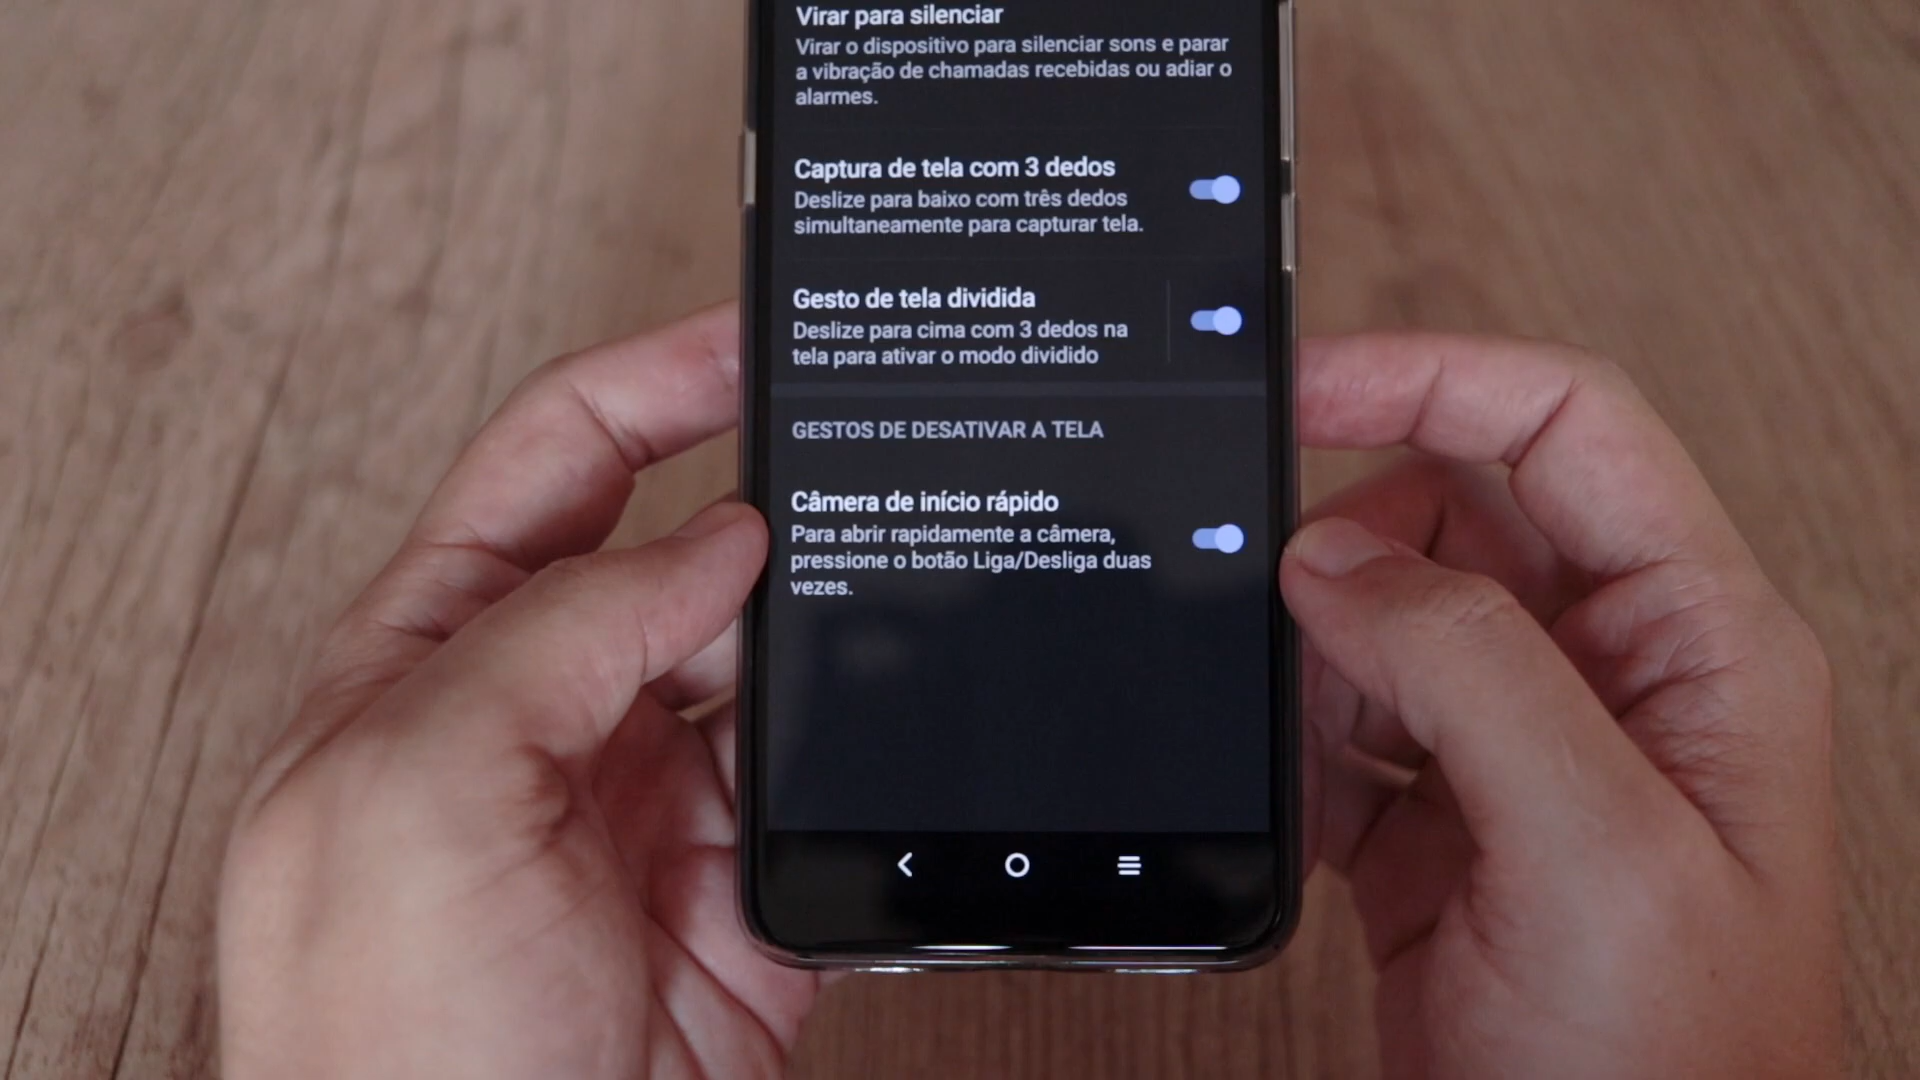 Virar para silenciar
Virar o dispositivo para silenciar sons e parar
a vibração de chamadas recebidas ou adiar o
alarmes.
Captura de tela com 3 dedos
Deslize para baixo com três dedos
simultaneamente para capturar tela.
Gesto de tela dividida
Deslize para cima com 3 dedos na
tela para ativar o modo dividido
GESTOS DE DESATIVAR A TELA
Câmera de início rápido
Para abrir rapidamente a câmera,
pressione o botão Liga/Desliga duas
vezes.